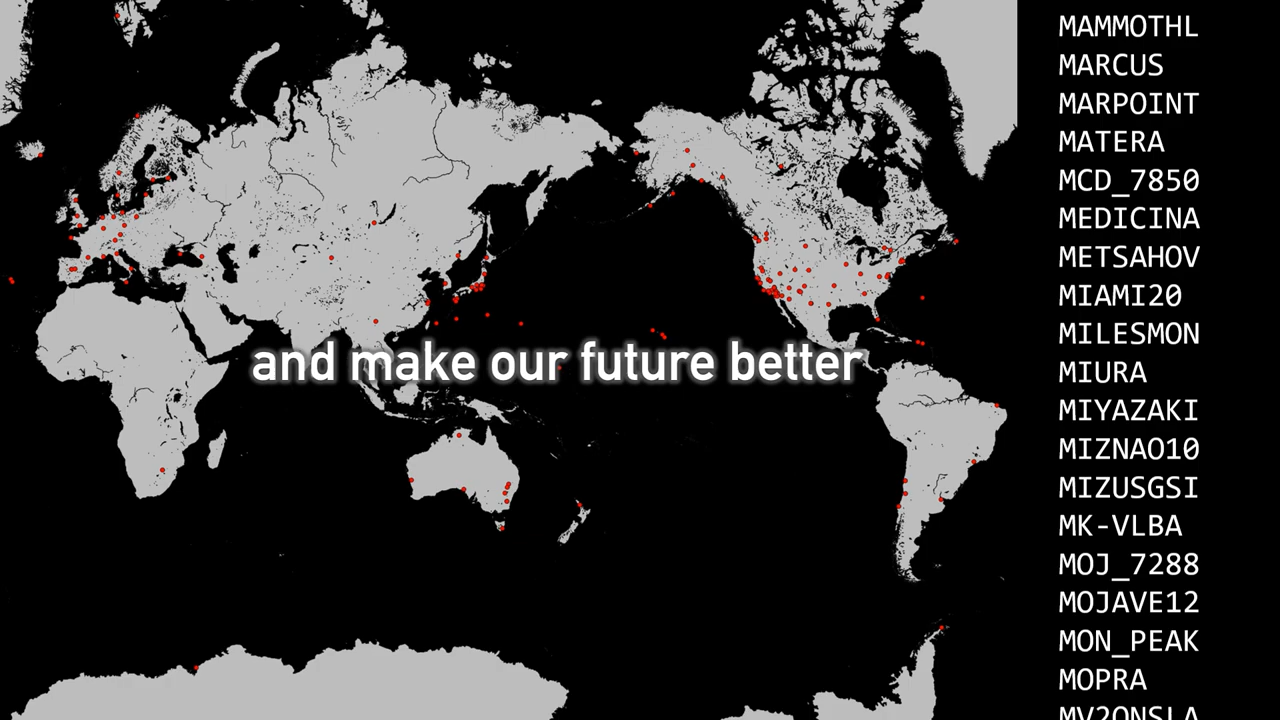 and make our future better
MAMMOTHL
MARCUS
MARPOINT
MATERA
MCD_7850
MEDICINA
METSAHOV
MIAMI20
MILESMON
MIURA
MIYAZAKI
MIZNAO10
MIZUSGSI
MK-VLBA
MOJ_7288
MOJAVE12
MON_PEAK
MOPRA
MV2ONSLA